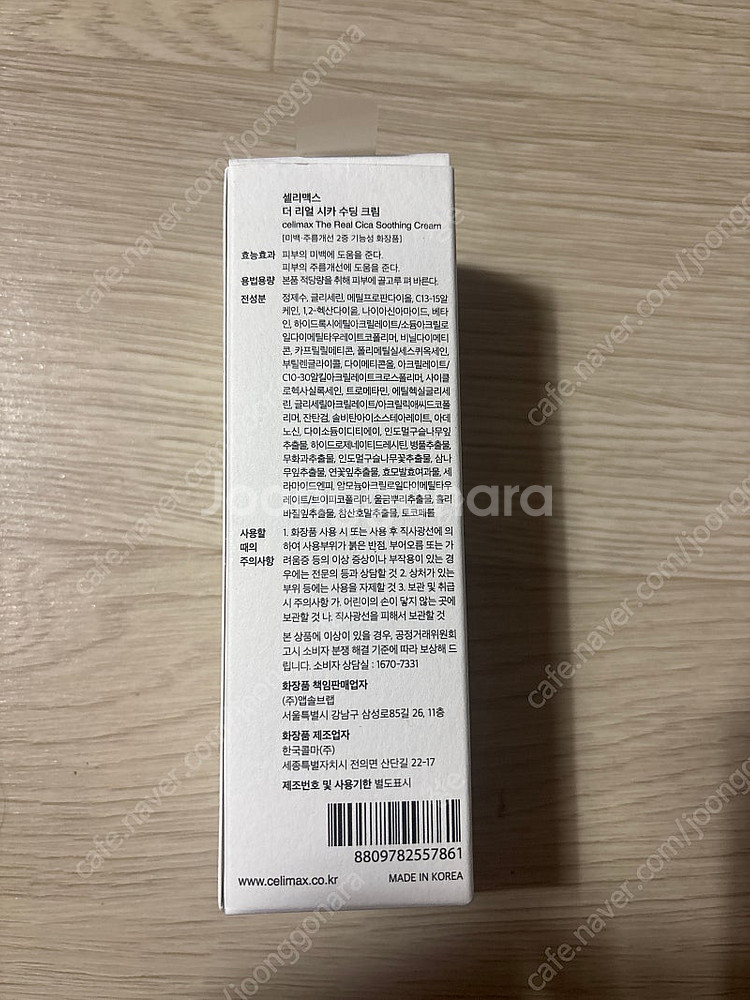 셀리맥스
더 리얼 시카 수딩 크림
celimax The Real Cica Soothing Cream
[미백·주름개선 2중 기능성 화장품]
효능효과 피부의 미백에 도움을 준다.
피부의 주름개선에 도움을 준다.
용법용량 본품 적당량을 취해 피부에 골고루 펴 바른다.
전성분 정제수, 글리세린, 메틸프로판다이올, C13-15알
케인, 1,2-헥산다이올, 나이아신아마이드, 베타
인, 하이드록시에틸아크릴레이트/소듐아크릴로
일다이메틸타우레이트코폴리머, 비닐다이메티
콘, 카프릴릴메티콘, 폴리메틸실세스퀴옥세인,
부틸렌글라이콜, 다이메티콘올, 아크릴레이트/
C10-30알킬아크릴레이트크로스폴리머, 사이클
로헥사실록세인, 트로메타민, 에틸헥실글리세
린, 글리세릴아크릴레이트/아크릴릭애씨드코폴
리머, 잔탄검, 솔비탄아이소스테아레이트, 아데
노신, 다이소듐이디티에이, 인도멀구슬나무잎
추출물, 하이드로제네이티드레시틴, 병풀추출물,
무화과추출물, 인도멀구슬나무꽃추출물, 삼나
무잎추출물, 연꽃잎추출물, 효모발효여과물, 세
라마이드엔피, 암모늄아크릴로일다이메틸타우
레이트/브이피코폴리머, 울금뿌리추출물, 홀리
바질잎추출물, 참산호말추출물, 토코페롤
사용할 때의 주의사항 1. 화장품 사용 시 또는 사용 후 직사광선에 의
하여 사용부위가 붉은 반점, 부어오름 또는 가
려움증 등의 이상 증상이나 부작용이 있는 경
우에는 전문의 등과 상담할 것 2. 상처가 있는
부위 등에는 사용을 자제할 것 3. 보관 및 취급
시 주의사항 가. 어린이의 손이 닿지 않는 곳에
보관할 것 나. 직사광선을 피해서 보관할 것
본 상품에 이상이 있을 경우, 공정거래위원회
고시 소비자 분쟁 해결 기준에 따라 보상해 드
립니다. 소비자 상담실 : 1670-7331
화장품 책임판매업자
(주)앱솔브랩
서울특별시 강남구 삼성로85길 26, 11층
화장품 제조업자
한국콜마(주)
세종특별자치시 전의면 산단길 22-17
제조번호 및 사용기한 별도표시
8809782557861
www.celimax.co.kr MADE IN KOREA
Joonggonara
cafe.naver.com/joonggonara